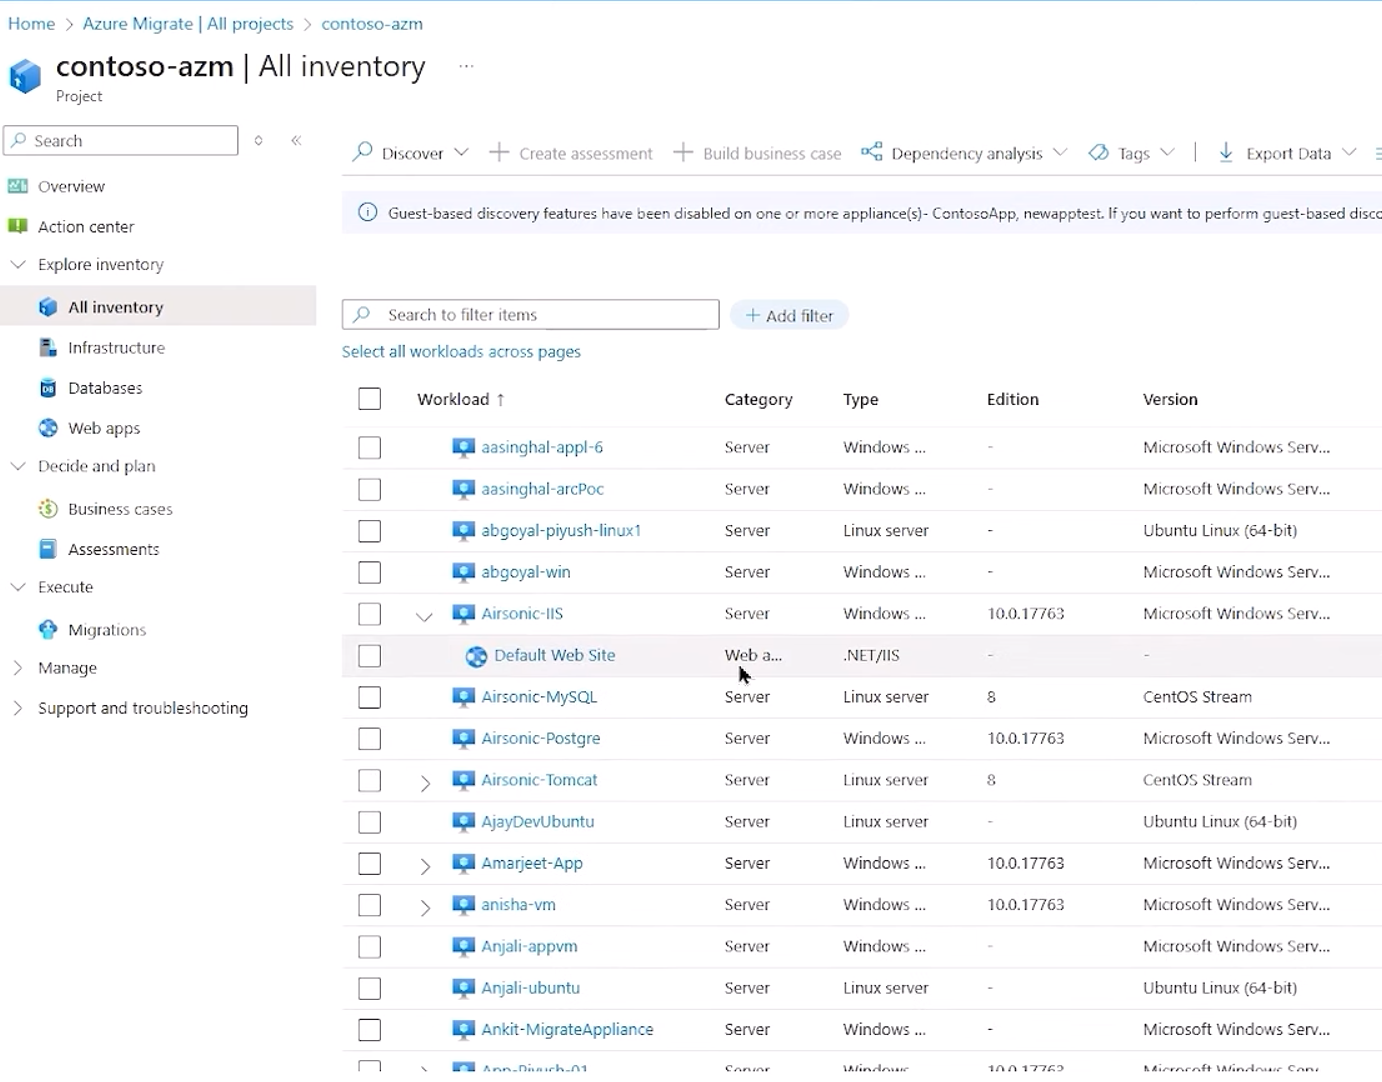 Home > Azure Migrate | All projects > contoso-azm
contoso-azm | All inventory ...
Project
Search
Overview
Action center
Explore inventory
All inventory
Infrastructure
Databases
Web apps
Decide and plan
Business cases
Assessments
Execute
Migrations
Manage
Support and troubleshooting
Discover + Create assessment + Build business case Dependency analysis Tags | Export Data
Guest-based discovery features have been disabled on one or more appliance(s)- ContosoApp, newapptest. If you want to perform guest-based disco
Search to filter items + Add filter
Select all workloads across pages
Workload ↑ Category Type Edition Version
aasinghal-appl-6 Server Windows ... - Microsoft Windows Serv...
aasinghal-arcPoc Server Windows ... - Microsoft Windows Serv...
abgoyal-piyush-linux1 Server Linux server - Ubuntu Linux (64-bit)
abgoyal-win Server Windows ... - Microsoft Windows Serv...
Airsonic-IIS Server Windows ... 10.0.17763 Microsoft Windows Serv...
Default Web Site Web a... .NET/IIS - -
Airsonic-MySQL Server Linux server 8 CentOS Stream
Airsonic-Postgre Server Windows ... 10.0.17763 Microsoft Windows Serv...
Airsonic-Tomcat Server Linux server 8 CentOS Stream
AjayDevUbuntu Server Linux server - Ubuntu Linux (64-bit)
Amarjeet-App Server Windows ... 10.0.17763 Microsoft Windows Serv...
anisha-vm Server Windows ... 10.0.17763 Microsoft Windows Serv...
Anjali-appvm Server Windows ... - Microsoft Windows Serv...
Anjali-ubuntu Server Linux server - Ubuntu Linux (64-bit)
Ankit-MigrateAppliance Server Windows ... - Microsoft Windows Serv...
App-Piyush-01 Server Windows ... 10.0.17763 Microsoft Windows Serv...